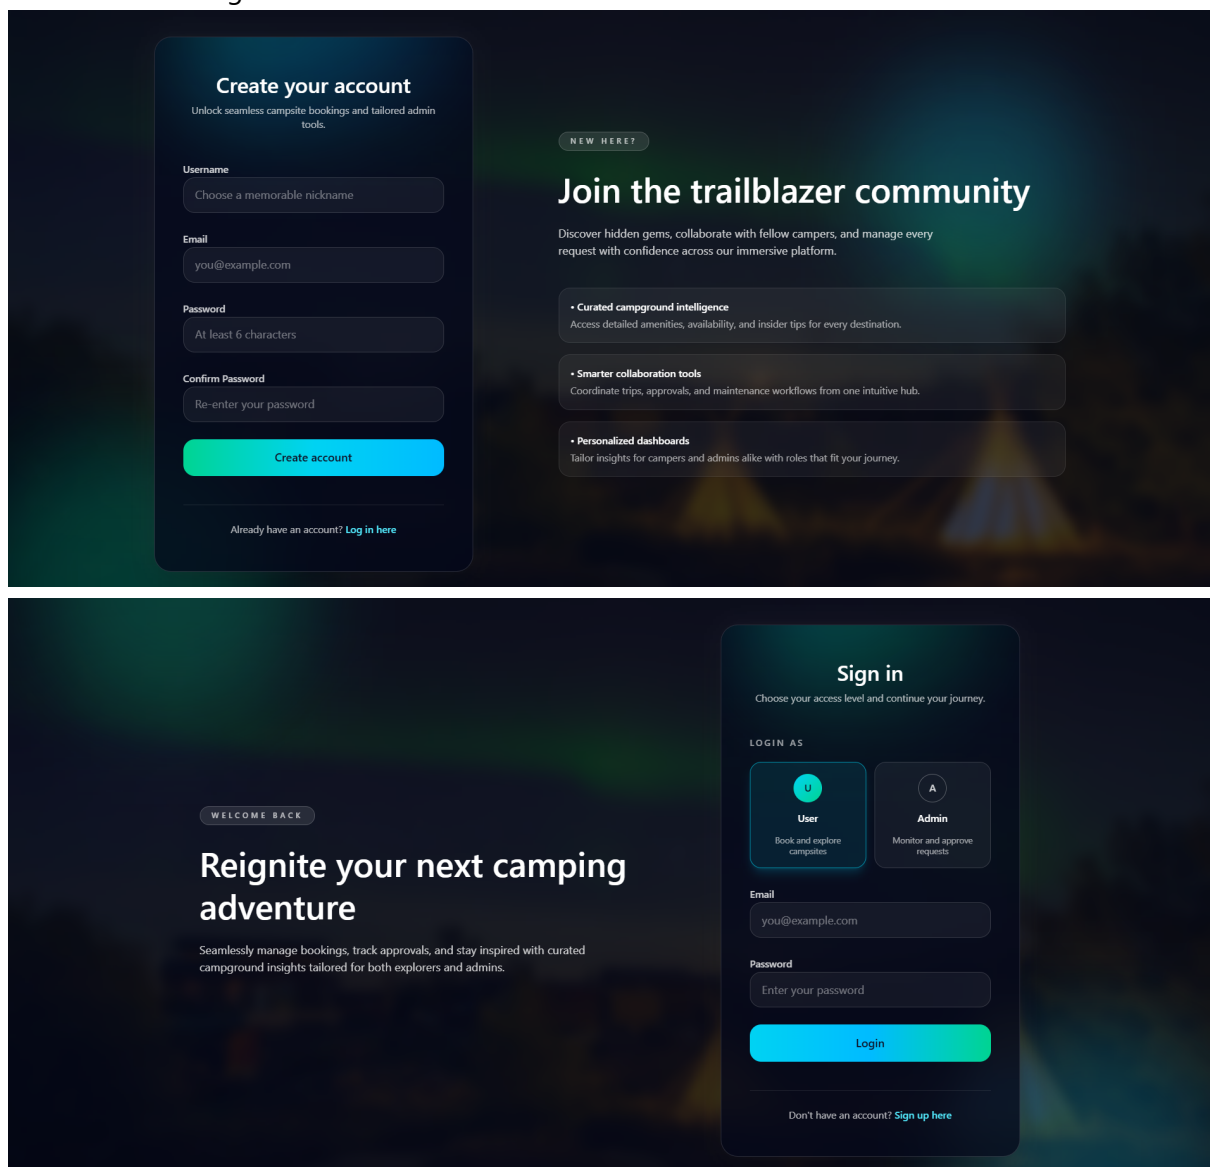 Create your account
Unlock seamless campsite bookings and tailored admin
tools.
Username
Choose a memorable nickname
Email
you@example.com
Password
At least 6 characters
Confirm Password
Re-enter your password
Create account
Already have an account? Log in here
NEW HERE?
Join the trailblazer community
Discover hidden gems, collaborate with fellow campers, and manage every
request with confidence across our immersive platform.
• Curated campground intelligence
Access detailed amenities, availability, and insider tips for every destination.
• Smarter collaboration tools
Coordinate trips, approvals, and maintenance workflows from one intuitive hub.
• Personalized dashboards
Tailor insights for campers and admins alike with roles that fit your journey.
WELCOME BACK
Reignite your next camping
adventure
Seamlessly manage bookings, track approvals, and stay inspired with curated
campground insights tailored for both explorers and admins.
Sign in
Choose your access level and continue your journey.
LOGIN AS
U
User
Book and explore
campsites
A
Admin
Monitor and approve
requests
Email
you@example.com
Password
Enter your password
Login
Don't have an account? Sign up here